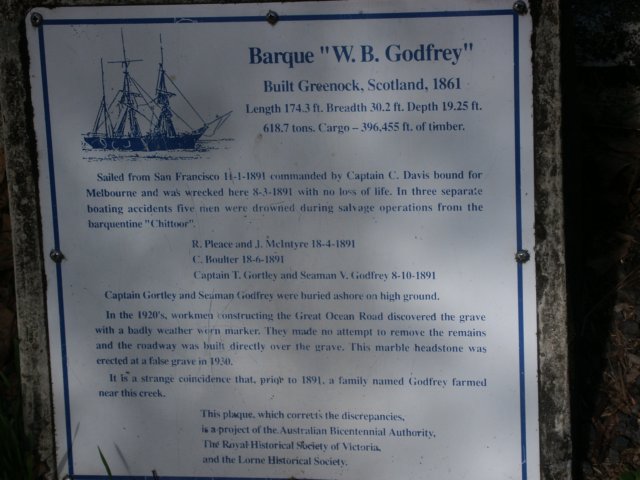 Barque "W. B. Godfrey"
Built Greenock, Scotland, 1861
Length 174.3 ft. Breadth 30.2 ft. Depth 19.25 ft.
618.7 tons. Cargo – 396,455 ft. of timber.
Sailed from San Francisco 11-1-1891 commanded by Captain C. Davis bound for
Melbourne and was wrecked here 8-3-1891 with no loss of life. In three separate
boating accidents five men were drowned during salvage operations from the
barquentine "Chittoor".
R. Pleace and J. McIntyre 18-4-1891
C. Boulter 18-6-1891
Captain T. Gortley and Seaman V. Godfrey 8-10-1891
Captain Gortley and Seaman Godfrey were buried ashore on high ground.
In the 1920's, workmen constructing the Great Ocean Road discovered the grave
with a badly weather worn marker. They made no attempt to remove the remains
and the roadway was built directly over the grave. This marble headstone was
erected at a false grave in 1930.
It is a strange coincidence that, prior to 1891, a family named Godfrey farmed
near this creek.
This plaque, which corrects the discrepancies,
is a project of the Australian Bicentennial Authority,
The Royal Historical Society of Victoria,
and the Lorne Historical Society.